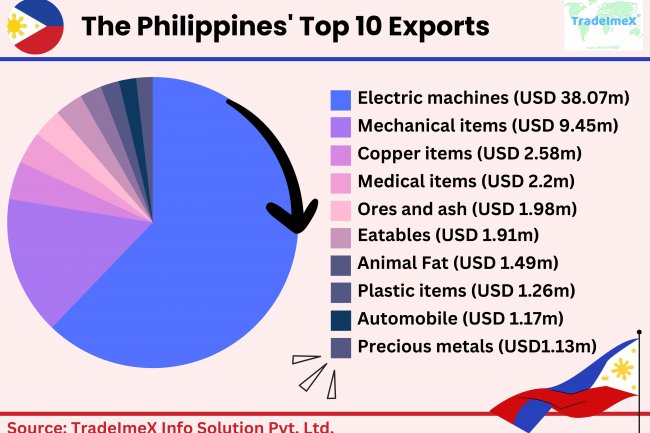 The Philippines' Top 10 Exports
TradeImeX
Electric machines (USD 38.07m)
Mechanical items (USD 9.45m)
Copper items (USD 2.58m)
Medical items (USD 2.2m)
Ores and ash (USD 1.98m)
Eatables (USD 1.91m)
Animal Fat (USD 1.49m)
Plastic items (USD 1.26m)
Automobile (USD 1.17m)
Precious metals (USD1.13m)
Source: TradeImeX Info Solution Pvt. Ltd.